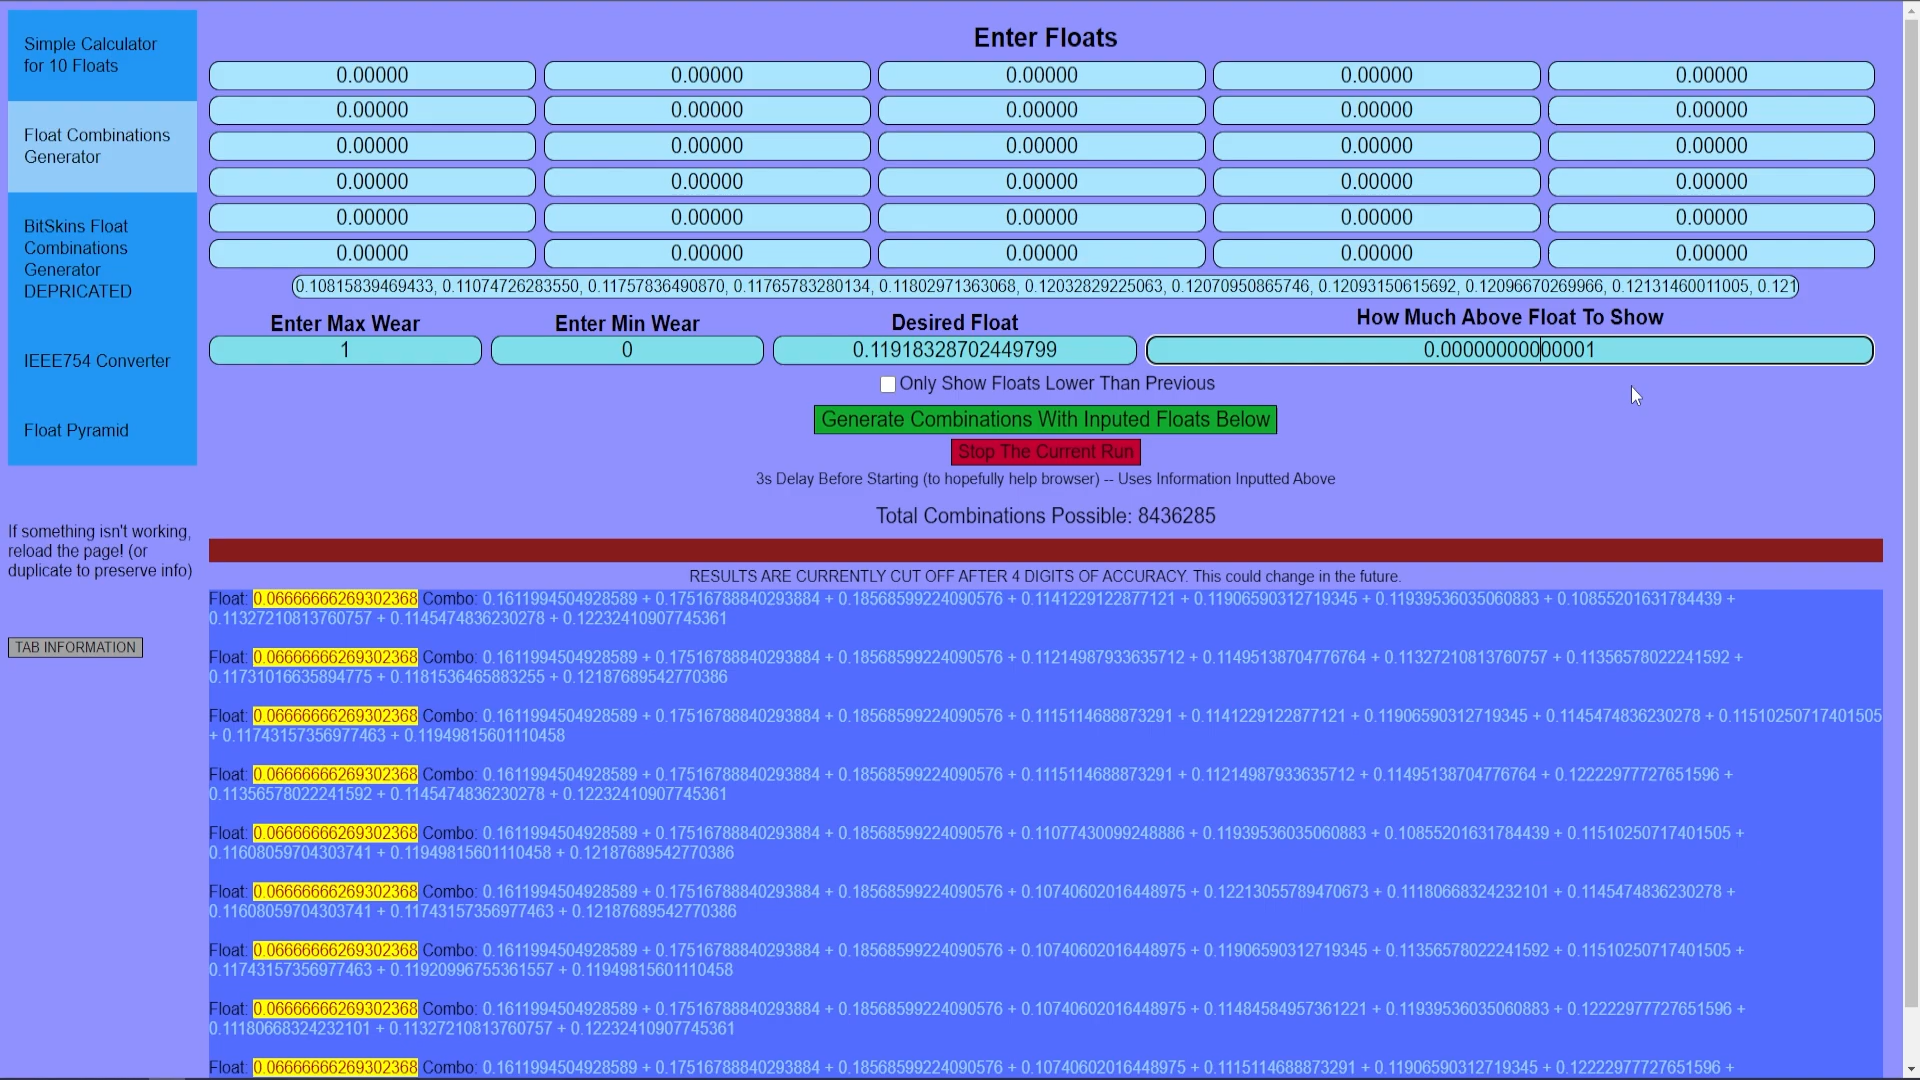 Simple Calculator
for 10 Floats
Float Combinations
Generator
BitSkins Float
Combinations
Generator
DEPRICATED
IEEE754 Converter
Float Pyramid
If something isn't working,
reload the page! (or
duplicate to preserve info)
TAB INFORMATION
Enter Floats
0.00000 0.00000 0.00000 0.00000 0.00000
0.00000 0.00000 0.00000 0.00000 0.00000
0.00000 0.00000 0.00000 0.00000 0.00000
0.00000 0.00000 0.00000 0.00000 0.00000
0.00000 0.00000 0.00000 0.00000 0.00000
0.00000 0.00000 0.00000 0.00000 0.00000
0.10815839469433, 0.11074726283550, 0.11757836490870, 0.11765783280134, 0.11802971363068, 0.12032829225063, 0.12070950865746, 0.12093150615692, 0.12096670269966, 0.12131460011005, 0.121
Enter Max Wear Enter Min Wear Desired Float How Much Above Float To Show
1 0 0.11918328702449799 0.00000000000001
Only Show Floats Lower Than Previous
Generate Combinations With Inputed Floats Below
Stop The Current Run
3s Delay Before Starting (to hopefully help browser) -- Uses Information Inputted Above
Total Combinations Possible: 8436285
RESULTS ARE CURRENTLY CUT OFF AFTER 4 DIGITS OF ACCURACY. This could change in the future.
Float: 0.06666666269302368 Combo: 0.1611994504928589 + 0.17516788840293884 + 0.18568599224090576 + 0.1141229122877121 + 0.11906590312719345 + 0.11939536035060883 + 0.10855201631784439 +
0.11327210813760757 + 0.1145474836230278 + 0.12232410907745361
Float: 0.06666666269302368 Combo: 0.1611994504928589 + 0.17516788840293884 + 0.18568599224090576 + 0.11214987933635712 + 0.11495138704776764 + 0.11327210813760757 + 0.11356578022241592 +
0.11731016635894775 + 0.1181536465883255 + 0.12187689542770386
Float: 0.06666666269302368 Combo: 0.1611994504928589 + 0.17516788840293884 + 0.18568599224090576 + 0.1115114688873291 + 0.1141229122877121 + 0.11906590312719345 + 0.1145474836230278 + 0.11510250717401505
+ 0.11743157356977463 + 0.11949815601110458
Float: 0.06666666269302368 Combo: 0.1611994504928589 + 0.17516788840293884 + 0.18568599224090576 + 0.1115114688873291 + 0.11214987933635712 + 0.11495138704776764 + 0.12222977727651596 +
0.11356578022241592 + 0.1145474836230278 + 0.12232410907745361
Float: 0.06666666269302368 Combo: 0.1611994504928589 + 0.17516788840293884 + 0.18568599224090576 + 0.11077430099248886 + 0.11939536035060883 + 0.10855201631784439 + 0.11510250717401505 +
0.11608059704303741 + 0.11949815601110458 + 0.12187689542770386
Float: 0.06666666269302368 Combo: 0.1611994504928589 + 0.17516788840293884 + 0.18568599224090576 + 0.10740602016448975 + 0.12213055789470673 + 0.11180668324232101 + 0.1145474836230278 +
0.11608059704303741 + 0.11743157356977463 + 0.12187689542770386
Float: 0.06666666269302368 Combo: 0.1611994504928589 + 0.17516788840293884 + 0.18568599224090576 + 0.10740602016448975 + 0.11906590312719345 + 0.11356578022241592 + 0.11510250717401505 +
0.11743157356977463 + 0.11920996755361557 + 0.11949815601110458
Float: 0.06666666269302368 Combo: 0.1611994504928589 + 0.17516788840293884 + 0.18568599224090576 + 0.10740602016448975 + 0.11484584957361221 + 0.11939536035060883 + 0.12222977727651596 +
0.11180668324232101 + 0.11327210813760757 + 0.12232410907745361
Float: 0.06666666269302368 Combo: 0.1611994504928589 + 0.17516788840293884 + 0.18568599224090576 + 0.10740602016448975 + 0.1115114688873291 + 0.11906590312719345 + 0.12222977727651596 +